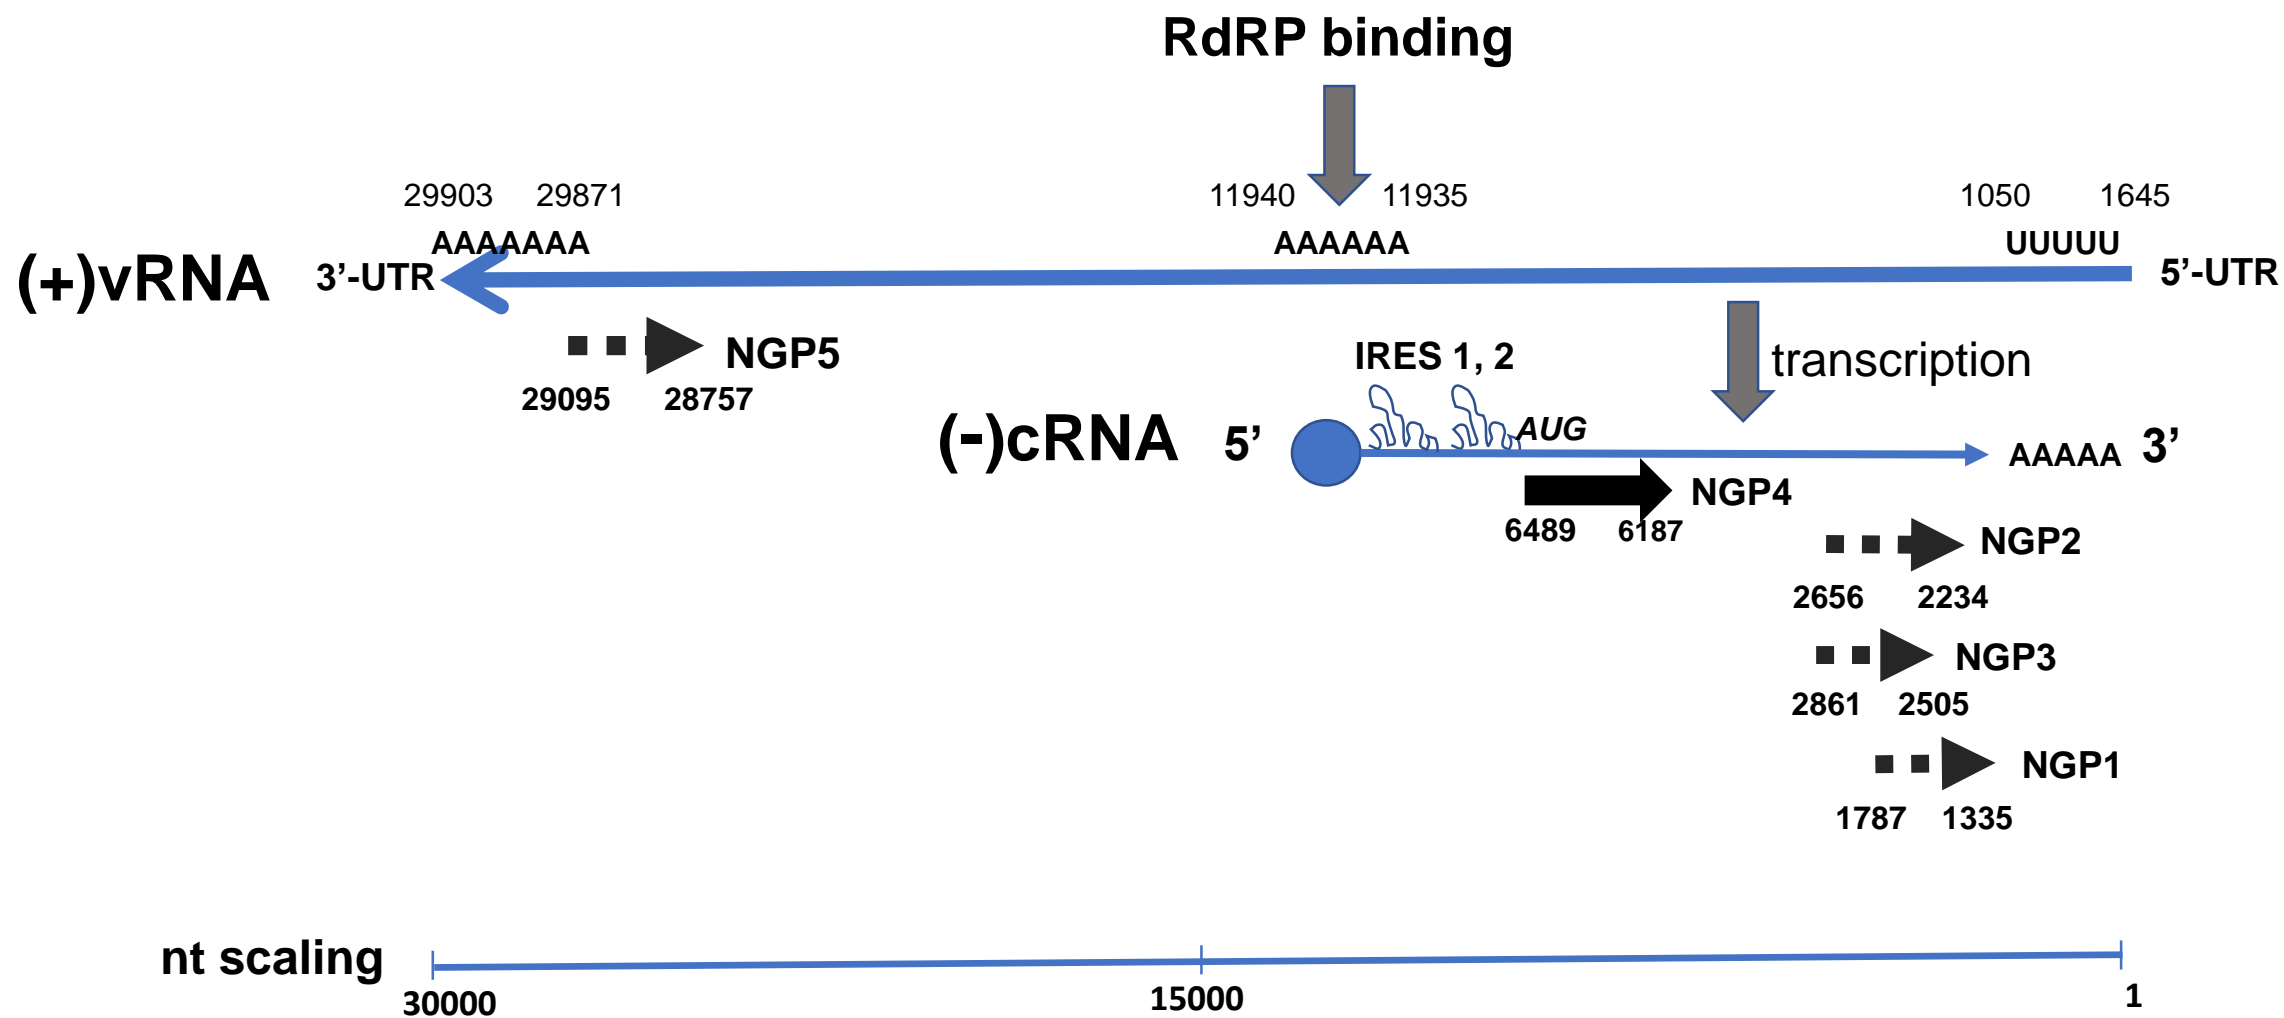 RdRP binding
29903 29871 11940 11935 1050 1645
AAAAAAA AAAAAA UUUUU
(+)vRNA 3’-UTR 5’-UTR
NGP5 IRES 1, 2 transcription
29095 28757
(-)cRNA 5’ AUG AAAAA 3’
NGP4
6489 6187
NGP2
2656 2234
NGP3
2861 2505
NGP1
1787 1335
nt scaling
30000 15000 1